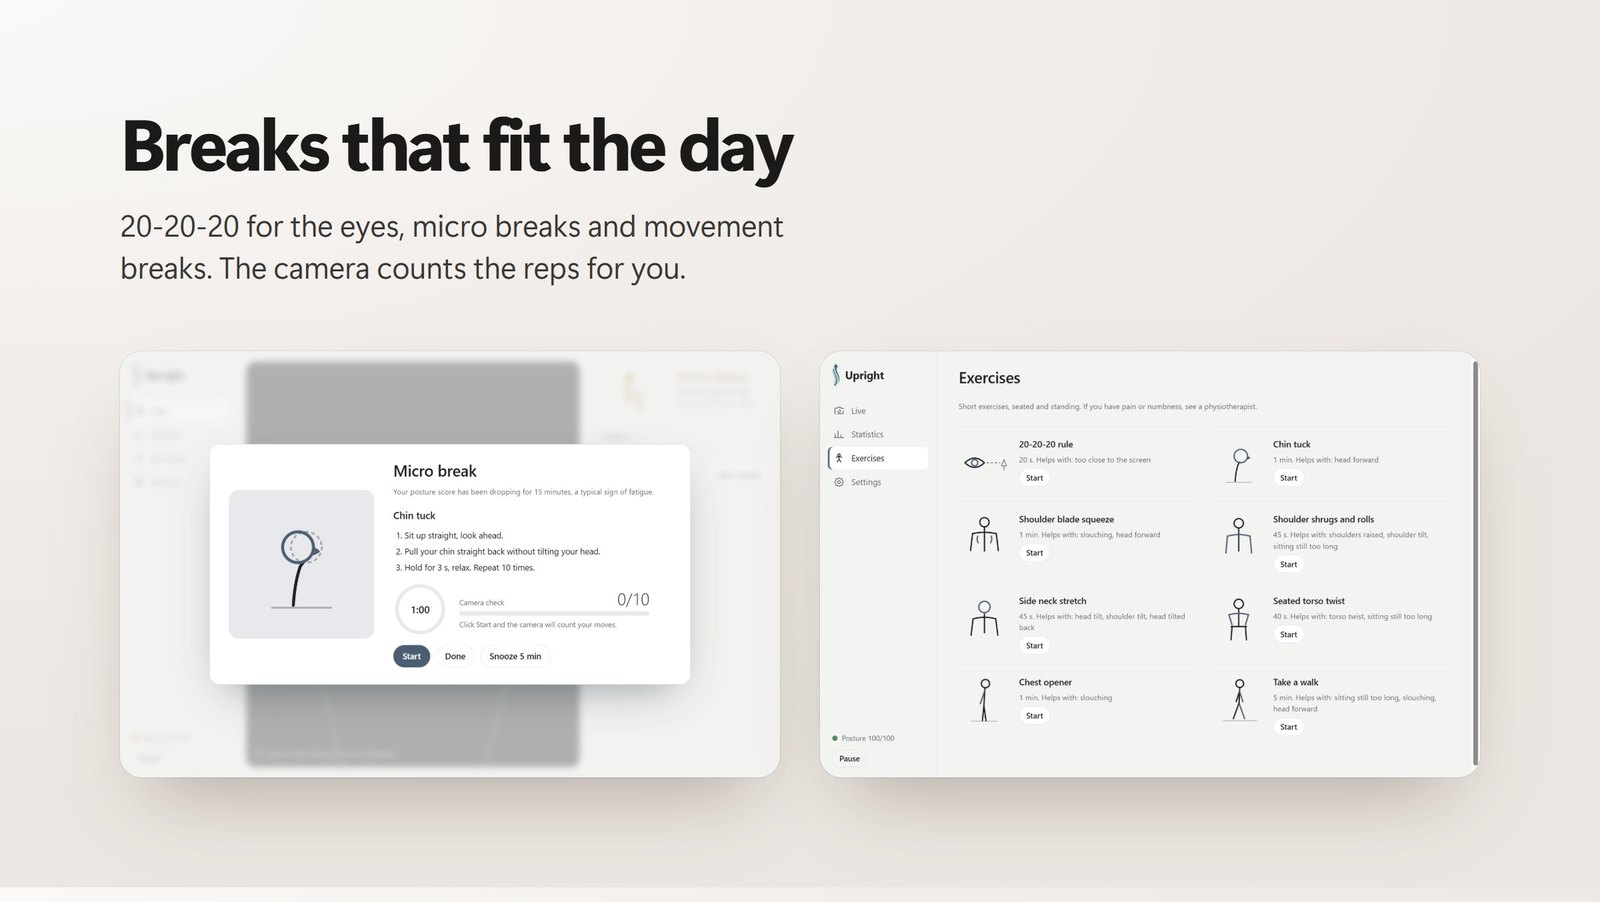 Breaks that fit the day
20-20-20 for the eyes, micro breaks and movement
breaks. The camera counts the reps for you.
Micro break
Your posture score has been dropping for 15 minutes, a typical sign of fatigue.
Chin tuck
1. Sit up straight, look ahead.
2. Pull your chin straight back without tilting your head.
3. Hold for 3 s, relax. Repeat 10 times.
1:00
Camera check
0/10
Click Start and the camera will count your moves.
Start
Done
Snooze 5 min
Upright
Live
Statistics
Exercises
Settings
Posture 100/100
Pause
Exercises
Short exercises, seated and standing. If you have pain or numbness, see a physiotherapist.
20-20-20 rule
20 s. Helps with: too close to the screen
Start
Chin tuck
1 min. Helps with: head forward
Start
Shoulder blade squeeze
1 min. Helps with: slouching, head forward
Start
Shoulder shrugs and rolls
45 s. Helps with: shoulders raised, shoulder tilt,
sitting still too long
Start
Side neck stretch
45 s. Helps with: head tilt, shoulder tilt, head tilted
back
Start
Seated torso twist
40 s. Helps with: torso twist, sitting still too long
Start
Chest opener
1 min. Helps with: slouching
Start
Take a walk
5 min. Helps with: sitting still too long, slouching,
head forward
Start